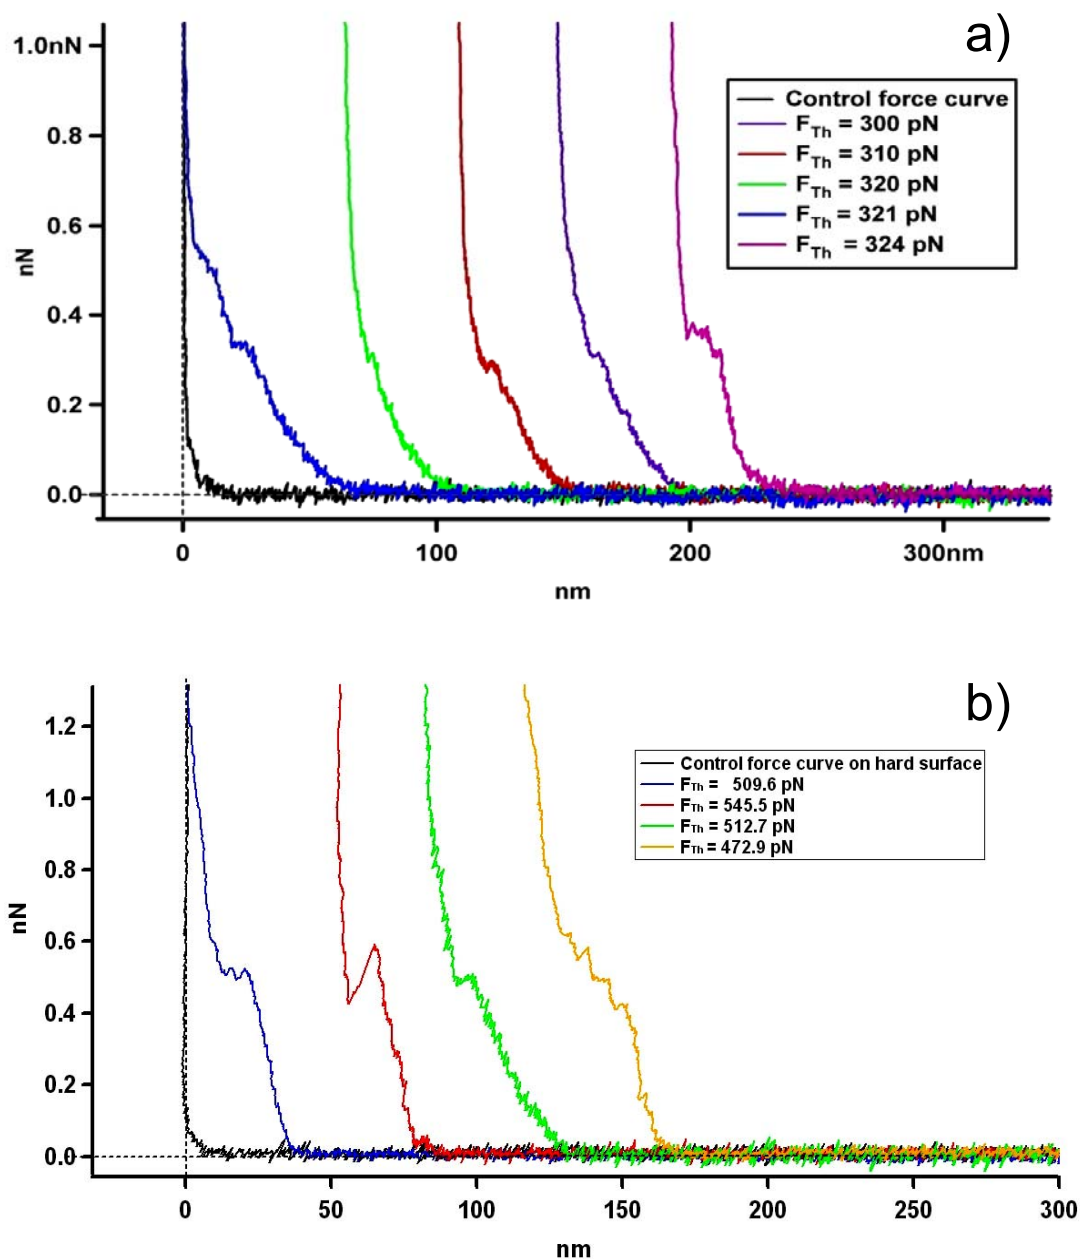 a)
1.0nN
0.8
0.6
0.4
0.2
0.0
nN
Control force curve
FTh = 300 pN
FTh = 310 pN
FTh = 320 pN
FTh = 321 pN
FTh = 324 pN
0 100 200 300nm
nm
b)
1.2
1.0
0.8
0.6
0.4
0.2
0.0
nN
Control force curve on hard surface
FTh = 509.6 pN
FTh = 545.5 pN
FTh = 512.7 pN
FTh = 472.9 pN
0 50 100 150 200 250 300
nm